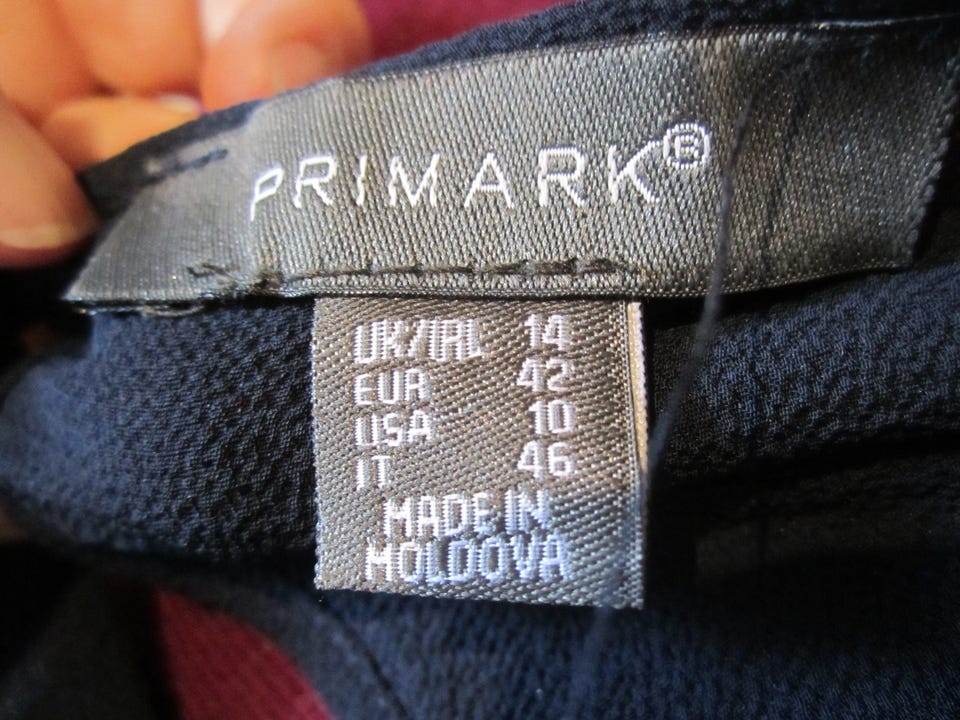 PRIMARK®
UK/IRL 14
EUR 42
USA 10
IT 46
MADE IN
MOLDOVA